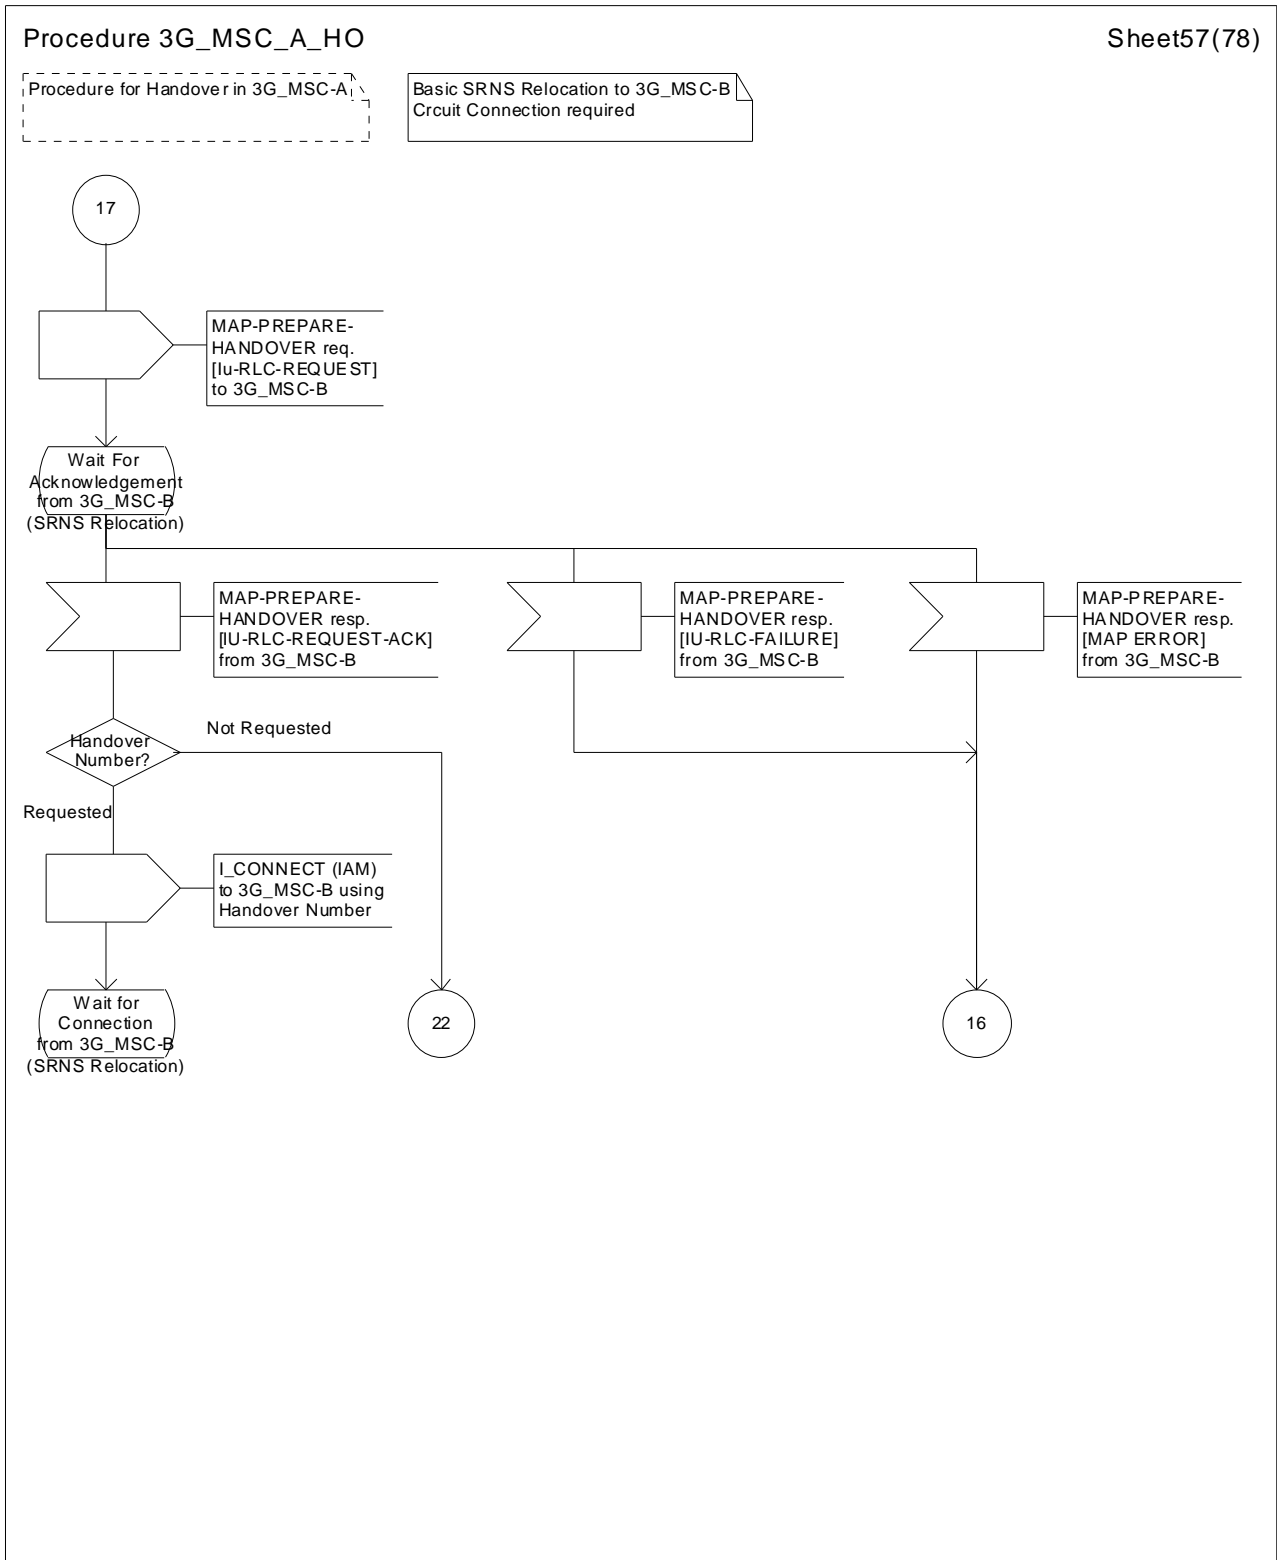 Procedure 3G_MSC_A_HO
Sheet57(78)
Procedure for Handover in 3G_MSC-A
Basic SRNS Relocation to 3G_MSC-B
Crcuit Connection required
17
MAP-PREPARE-
HANDOVER req.
[Iu-RLC-REQUEST]
to 3G_MSC-B
Wait For
Acknowledgement
from 3G_MSC-B
(SRNS Relocation)
MAP-PREPARE-
HANDOVER resp.
[IU-RLC-REQUEST-ACK]
from 3G_MSC-B
MAP-PREPARE-
HANDOVER resp.
[IU-RLC-FAILURE]
from 3G_MSC-B
MAP-PREPARE-
HANDOVER resp.
[MAP ERROR]
from 3G_MSC-B
Handover
Number?
Not Requested
Requested
I_CONNECT (IAM)
to 3G_MSC-B using
Handover Number
Wait for
Connection
from 3G_MSC-B
(SRNS Relocation)
22
16